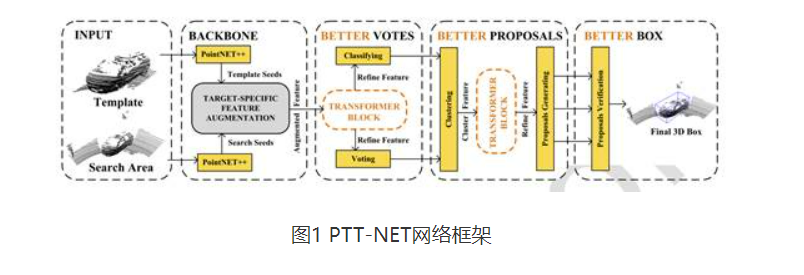 INPUT
Template
Search Area
BACKBONE
PointNET++
Template Seeds
TARGET-SPECIFIC
FEATURE
AUGMENTATION
Search Seeds
PointNET++
Augmented Feature
BETTER VOTES
Classifying
Refine Feature
TRANSFORMER
BLOCK
Refine Feature
Voting
BETTER PROPOSALS
Clustering
Cluster Feature
TRANSFORMER
BLOCK
Refine Feature
Proposals Generating
BETTER BOX
Proposals Verification
Final 3D Box
图1 PTT-NET网络框架